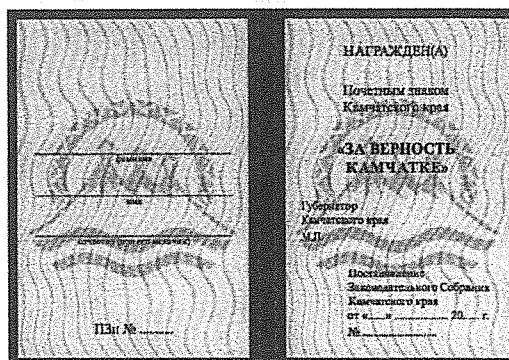 фамилия
имя
отчество (при его наличии)
ПЗп № ..........
НАГРАЖДЕН(А)
Почетным знаком
Камчатского края
«ЗА ВЕРНОСТЬ
КАМЧАТКЕ»
Губернатор
Камчатского края
М.П.
Постановление
Законодательного Собрания
Камчатского края
от «......» .................. 20..... г.
№ ..........................